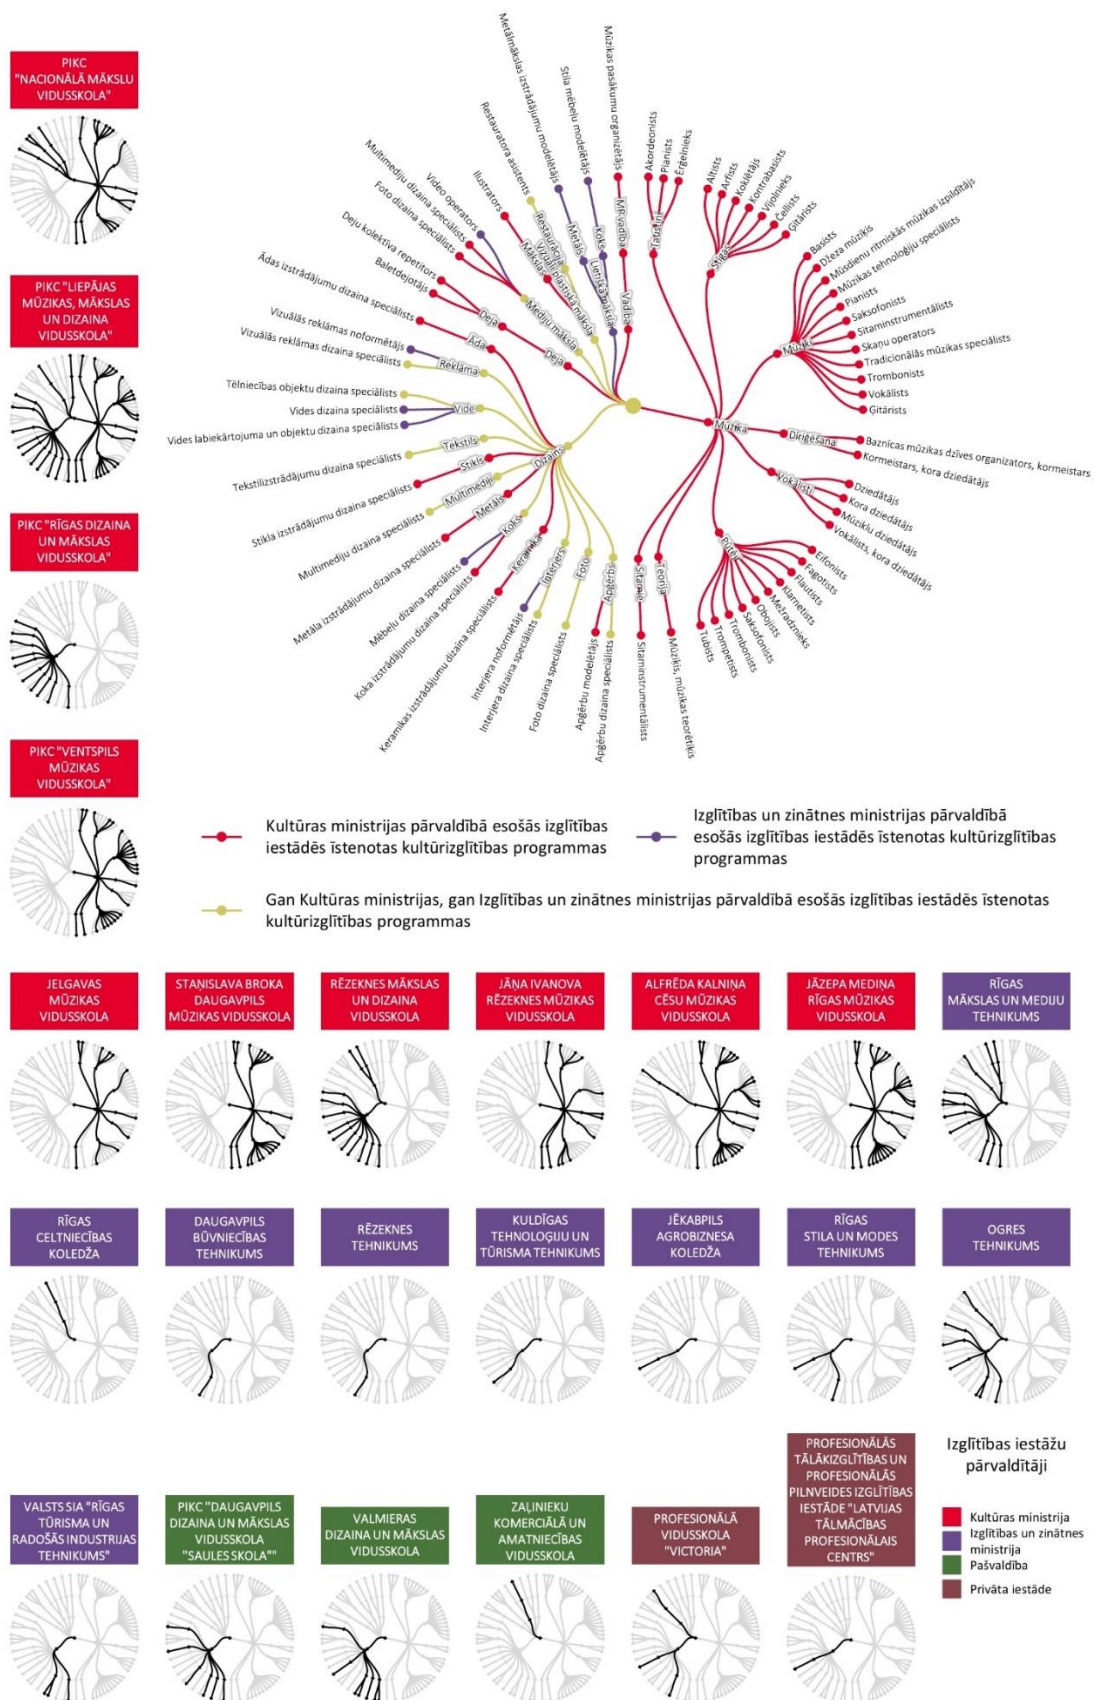 PIKC
"NACIONĀLĀ MĀKSLU
VIDUSSKOLA"
PIKC "LIEPĀJAS
MŪZIKAS, MĀKSLAS
UN DIZAINA
VIDUSSKOLA"
PIKC "RĪGAS DIZAINA
UN MĀKSLAS
VIDUSSKOLA"
PIKC "VENTSPILS
MŪZIKAS
VIDUSSKOLA"
Mūzikas pasākumu organizētājs
MP vadība
Vadība
Stila mēbeļu modelētājs
Koks
Metālmākslas izstrādājumu modelētājs
Metāls
Lietišķā māksla
Restauratora asistents
Restaurācija
Vizuāli plastiskā māksla
Ilustrators
Mākslas
Video operators
Multimediju dizaina speciālists
Foto dizaina speciālists
Mediju māksla
Deju kolektīva repetitors
Baletdejotājs
Deja
Deja
Ādas izstrādājumu dizaina speciālists
Āda
Vizuālās reklāmas noformētājs
Vizuālās reklāmas dizaina speciālists
Reklāma
Tēlniecības objektu dizaina speciālists
Vides dizaina speciālists
Vides labiekārtojuma un objektu dizaina speciālists
Vide
Tekstilizstrādājumu dizaina speciālists
Tekstils
Stikla izstrādājumu dizaina speciālists
Stikls
Multimediju dizaina speciālists
Multimediji
Metāla izstrādājumu dizaina speciālists
Metāls
Mēbeļu dizaina speciālists
Koka izstrādājumu dizaina speciālists
Koks
Keramikas izstrādājumu dizaina speciālists
Keramika
Interjera noformētājs
Interjera dizaina speciālists
Interjers
Foto dizaina speciālists
Foto
Apģērbu modelētājs
Apģērbu dizaina speciālists
Apģērbs
Dizains
Akordeonists
Pianists
Ērģelnieks
Taustiņi
Altists
Arfists
Koklētājs
Kontrabasists
Vijolnieks
Čellists
Ģitārists
Stīgas
Basists
Džeza mūziķis
Mūsdienu ritmiskās mūzikas izpildītājs
Mūzikas tehnoloģiju speciālists
Pianists
Saksofonists
Sitaminstrumentālists
Skaņu operators
Tradicionālās mūzikas speciālists
Trombonists
Vokālists
Ģitārists
Mūziķi
Mūzika
Diriģēšana
Baznīcas mūzikas dzīves organizators, kormeistars
Kormeistars, kora dziedātājs
Vokālisti
Dziedātājs
Kora dziedātājs
Mūziklu dziedātājs
Vokālists, kora dziedātājs
Pūtēji
Eifonists
Fagotists
Flautists
Klarnetists
Mežradznieks
Obojists
Saksofonists
Trombonists
Trompetists
Tubists
Teorija
Mūziķis, mūzikas teorētiķis
Sitamie
Sitaminstrumentālists
Kultūras ministrijas pārvaldībā esošās izglītības
iestādēs īstenotas kultūrizglītības programmas
Izglītības un zinātnes ministrijas pārvaldībā
esošās izglītības iestādēs īstenotas kultūrizglītības
programmas
Gan Kultūras ministrijas, gan Izglītības un zinātnes ministrijas pārvaldībā esošās izglītības iestādēs īstenotas
kultūrizglītības programmas
JELGAVAS
MŪZIKAS
VIDUSSKOLA
STAŅISLAVA BROKA
DAUGAVPILS
MŪZIKAS VIDUSSKOLA
RĒZEKNES MĀKSLAS
UN DIZAINA
VIDUSSKOLA
JĀŅA IVANOVA
RĒZEKNES MŪZIKAS
VIDUSSKOLA
ALFRĒDA KALNIŅA
CĒSU MŪZIKAS
VIDUSSKOLA
JĀZEPA MEDIŅA
RĪGAS MŪZIKAS
VIDUSSKOLA
RĪGAS
MĀKSLAS UN MEDIJU
TEHNIKUMS
RĪGAS
CELTNIECĪBAS
KOLEDŽA
DAUGAVPILS
BŪVNIECĪBAS
TEHNIKUMS
RĒZEKNES
TEHNIKUMS
KULDĪGAS
TEHNOLOĢIJU UN
TŪRISMA TEHNIKUMS
JĒKABPILS
AGROBIZNESA
KOLEDŽA
RĪGAS
STILA UN MODES
TEHNIKUMS
OGRES
TEHNIKUMS
VALSTS SIA "RĪGAS
TŪRISMA UN
RADOŠĀS INDUSTRIJAS
TEHNIKUMS"
PIKC "DAUGAVPILS
DIZAINA UN MĀKSLAS
VIDUSSKOLA
"SAULES SKOLA""
VALMIERAS
DIZAINA UN MĀKSLAS
VIDUSSKOLA
ZAĻINIEKU
KOMERCIĀLĀ UN
AMATNIECĪBAS
VIDUSSKOLA
PROFESIONĀLĀ
VIDUSSKOLA
"VICTORIA"
PROFESIONĀLĀS
TĀLĀKIZGLĪTĪBAS UN
PROFESIONĀLĀS
PILNVEIDES IZGLĪTĪBAS
IESTĀDE "LATVIJAS
TĀLMĀCĪBAS
PROFESIONĀLAIS
CENTRS"
Izglītības iestāžu
pārvaldītāji
Kultūras ministrija
Izglītības un zinātnes
ministrija
Pašvaldība
Privāta iestāde